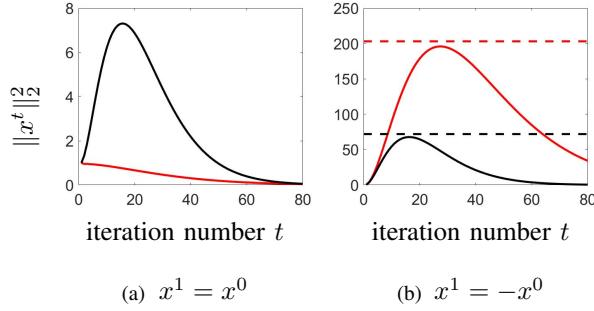 8
6
4
2
0
0 20 40 60 80
‖x^t‖_2^2
iteration number t
(a) x^1 = x^0
250
200
150
100
50
0
0 20 40 60 80
iteration number t
(b) x^1 = −x^0